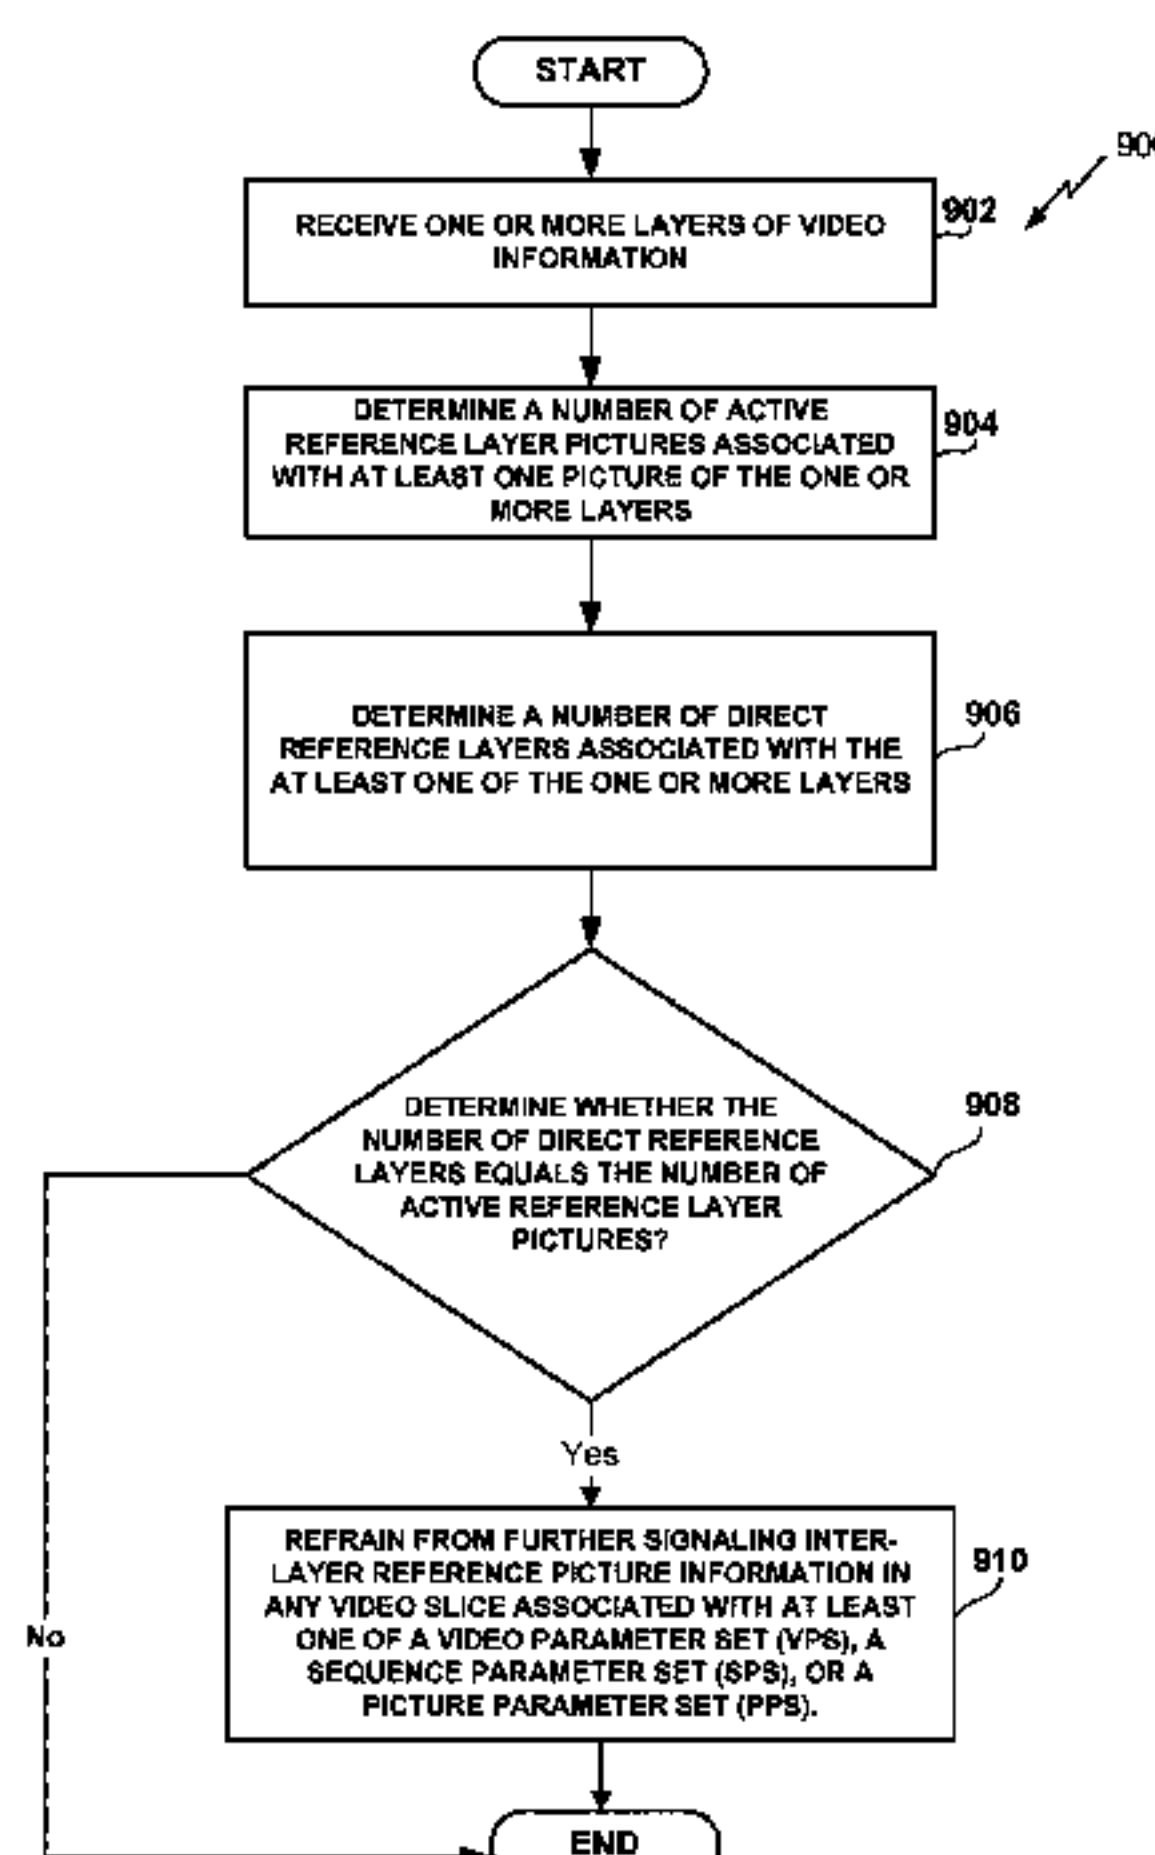 START
90
RECEIVE ONE OR MORE LAYERS OF VIDEO
INFORMATION
902
DETERMINE A NUMBER OF ACTIVE
REFERENCE LAYER PICTURES ASSOCIATED
WITH AT LEAST ONE PICTURE OF THE ONE OR
MORE LAYERS
904
DETERMINE A NUMBER OF DIRECT
REFERENCE LAYERS ASSOCIATED WITH THE
AT LEAST ONE OF THE ONE OR MORE LAYERS
906
DETERMINE WHETHER THE
NUMBER OF DIRECT REFERENCE
LAYERS EQUALS THE NUMBER OF
ACTIVE REFERENCE LAYER
PICTURES?
908
Yes
REFRAIN FROM FURTHER SIGNALING INTER-
LAYER REFERENCE PICTURE INFORMATION IN
ANY VIDEO SLICE ASSOCIATED WITH AT LEAST
ONE OF A VIDEO PARAMETER SET (VPS), A
SEQUENCE PARAMETER SET (SPS), OR A
PICTURE PARAMETER SET (PPS).
910
No
END